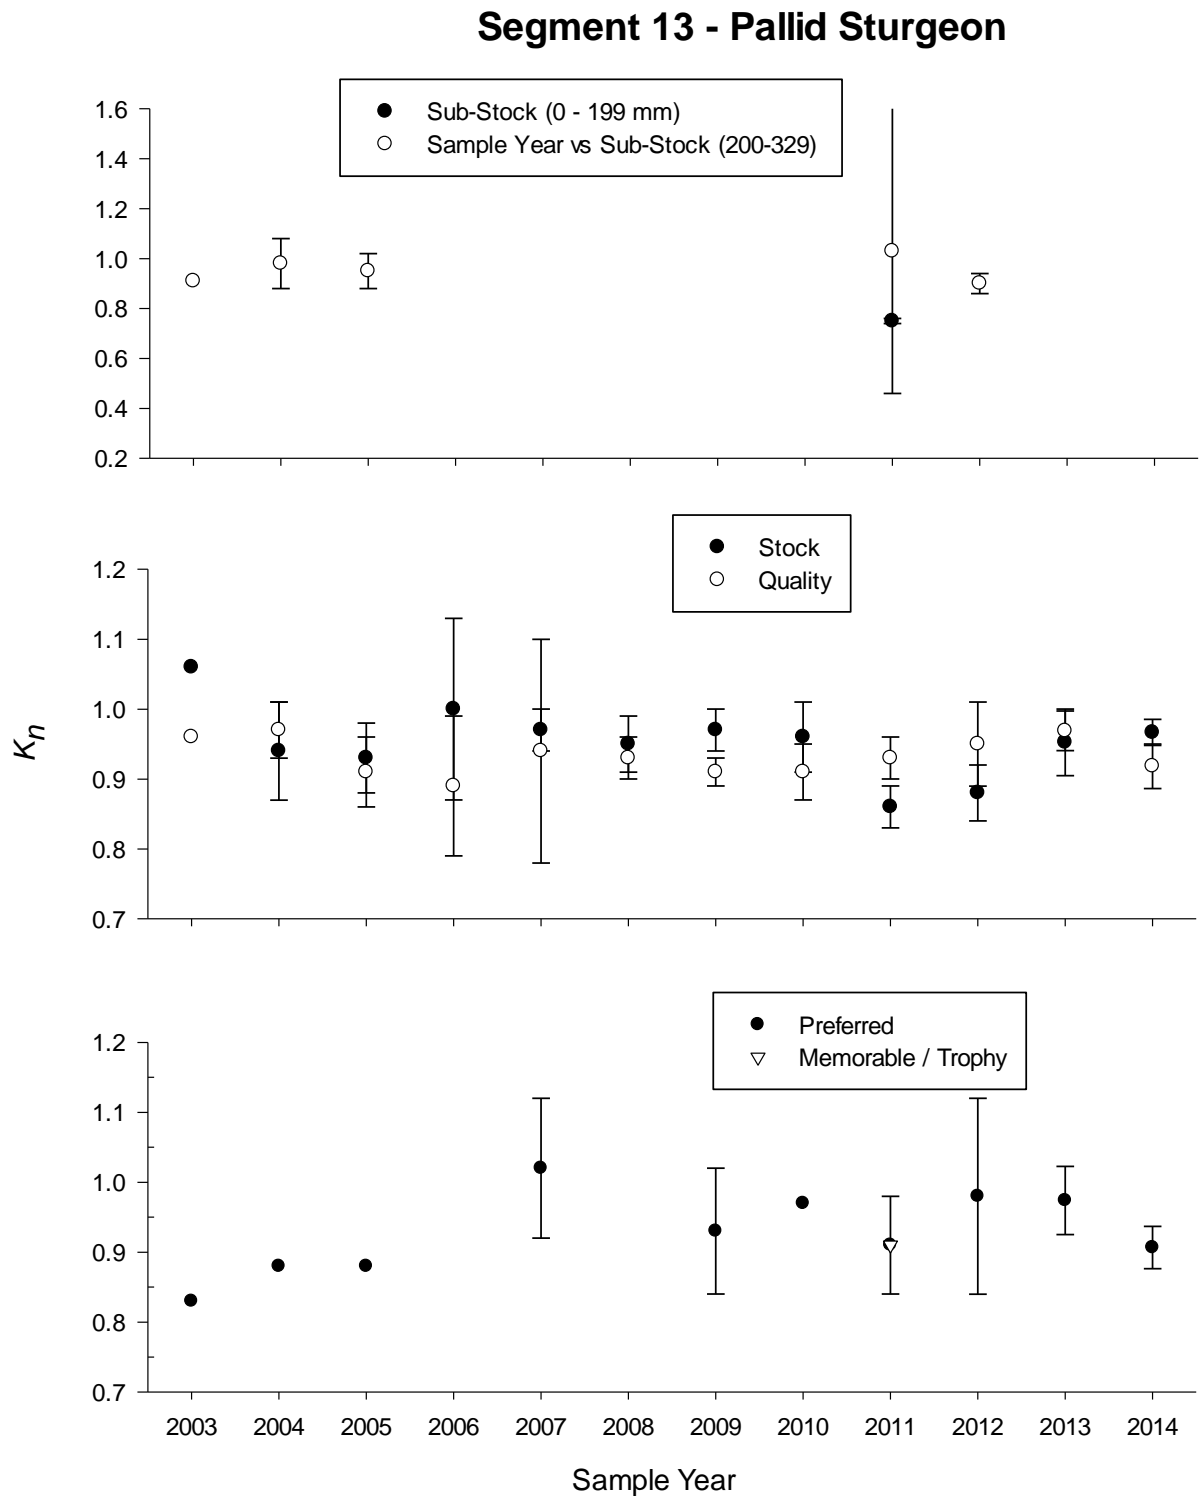 Segment 13 - Pallid Sturgeon
Sub-Stock (0 - 199 mm)
Sample Year vs Sub-Stock (200-329)
1.6
1.4
1.2
1.0
0.8
0.6
0.4
0.2
Stock
Quality
1.2
1.1
1.0
0.9
0.8
0.7
Kn
Preferred
Memorable / Trophy
1.2
1.1
1.0
0.9
0.8
0.7
2003 2004 2005 2006 2007 2008 2009 2010 2011 2012 2013 2014
Sample Year